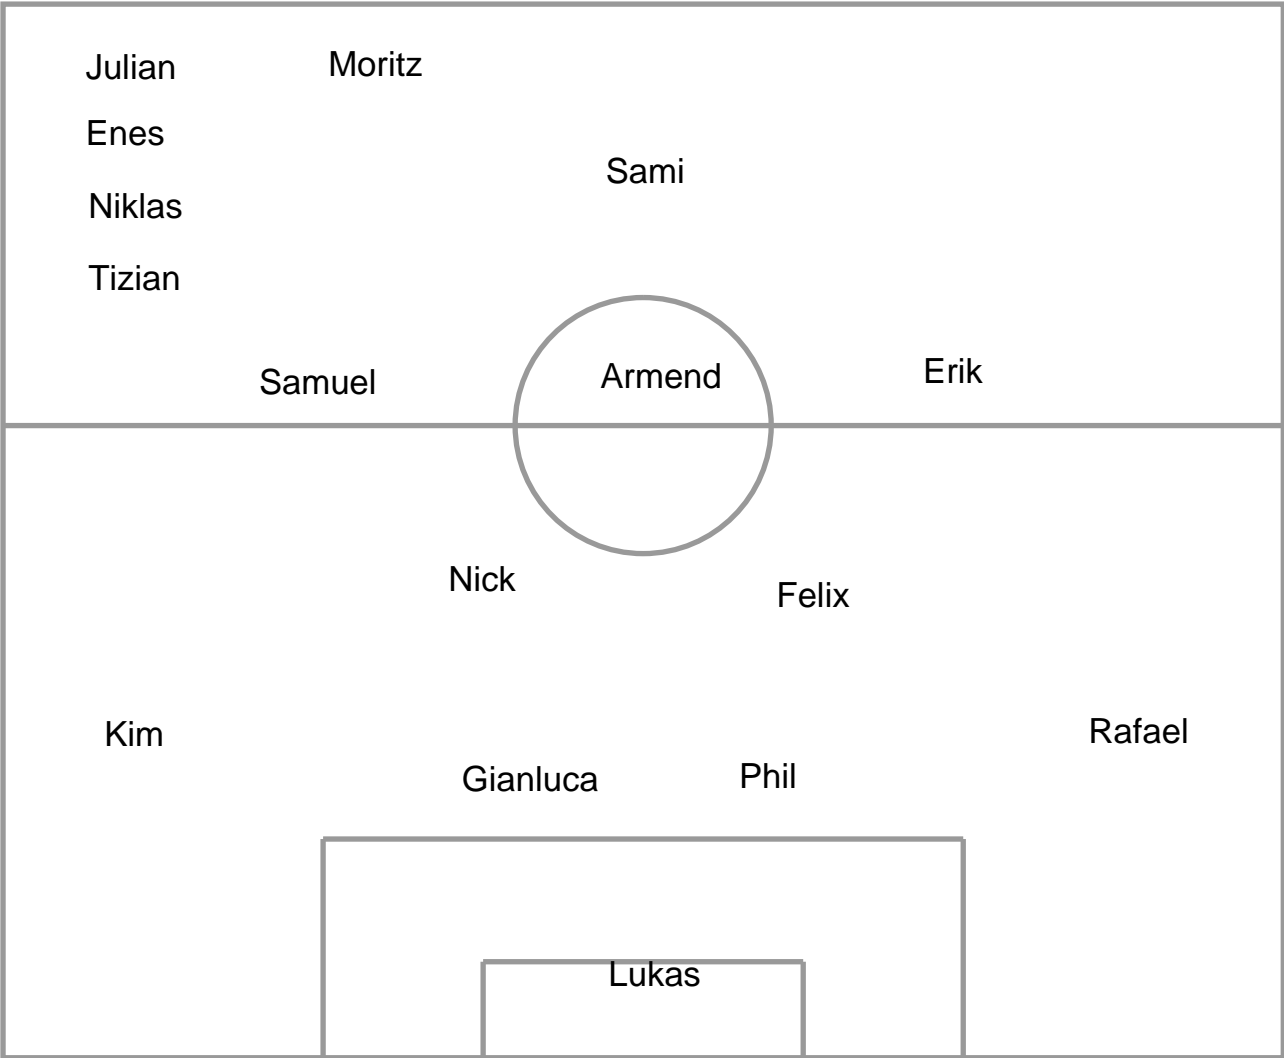 Julian
Moritz
Enes
Sami
Niklas
Tizian
Samuel
Armend
Erik
Nick
Felix
Kim
Rafael
Gianluca
Phil
Lukas